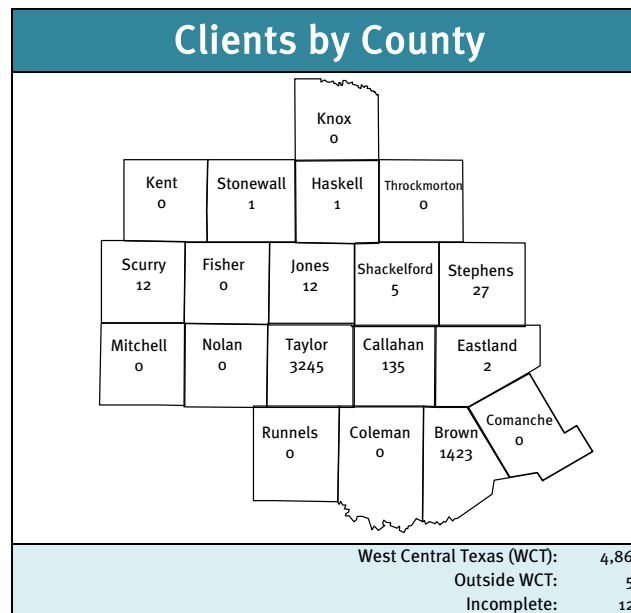 Clients by County
Knox
0
Kent
0
Stonewall
1
Haskell
1
Throckmorton
0
Scurry
12
Fisher
0
Jones
12
Shackelford
5
Stephens
27
Mitchell
0
Nolan
0
Taylor
3245
Callahan
135
Eastland
2
Runnels
0
Coleman
0
Brown
1423
Comanche
0
West Central Texas (WCT):
Outside WCT:
Incomplete: